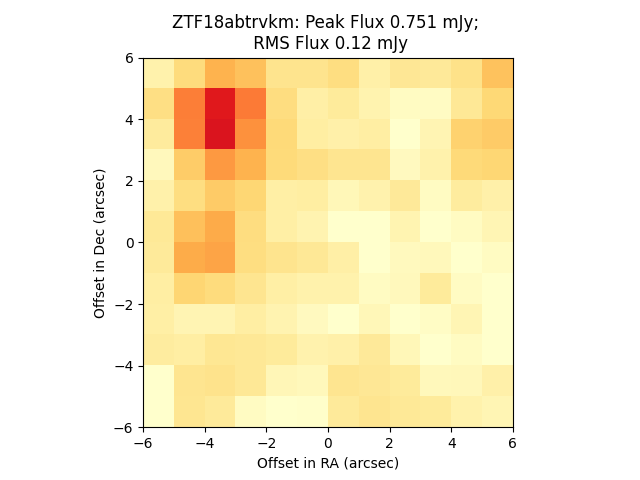 ZTF18abtrvkm: Peak Flux 0.751 mJy;
RMS Flux 0.12 mJy
6
4
2
0
−2
−4
−6
Offset in Dec (arcsec)
−6 −4 −2 0 2 4 6
Offset in RA (arcsec)